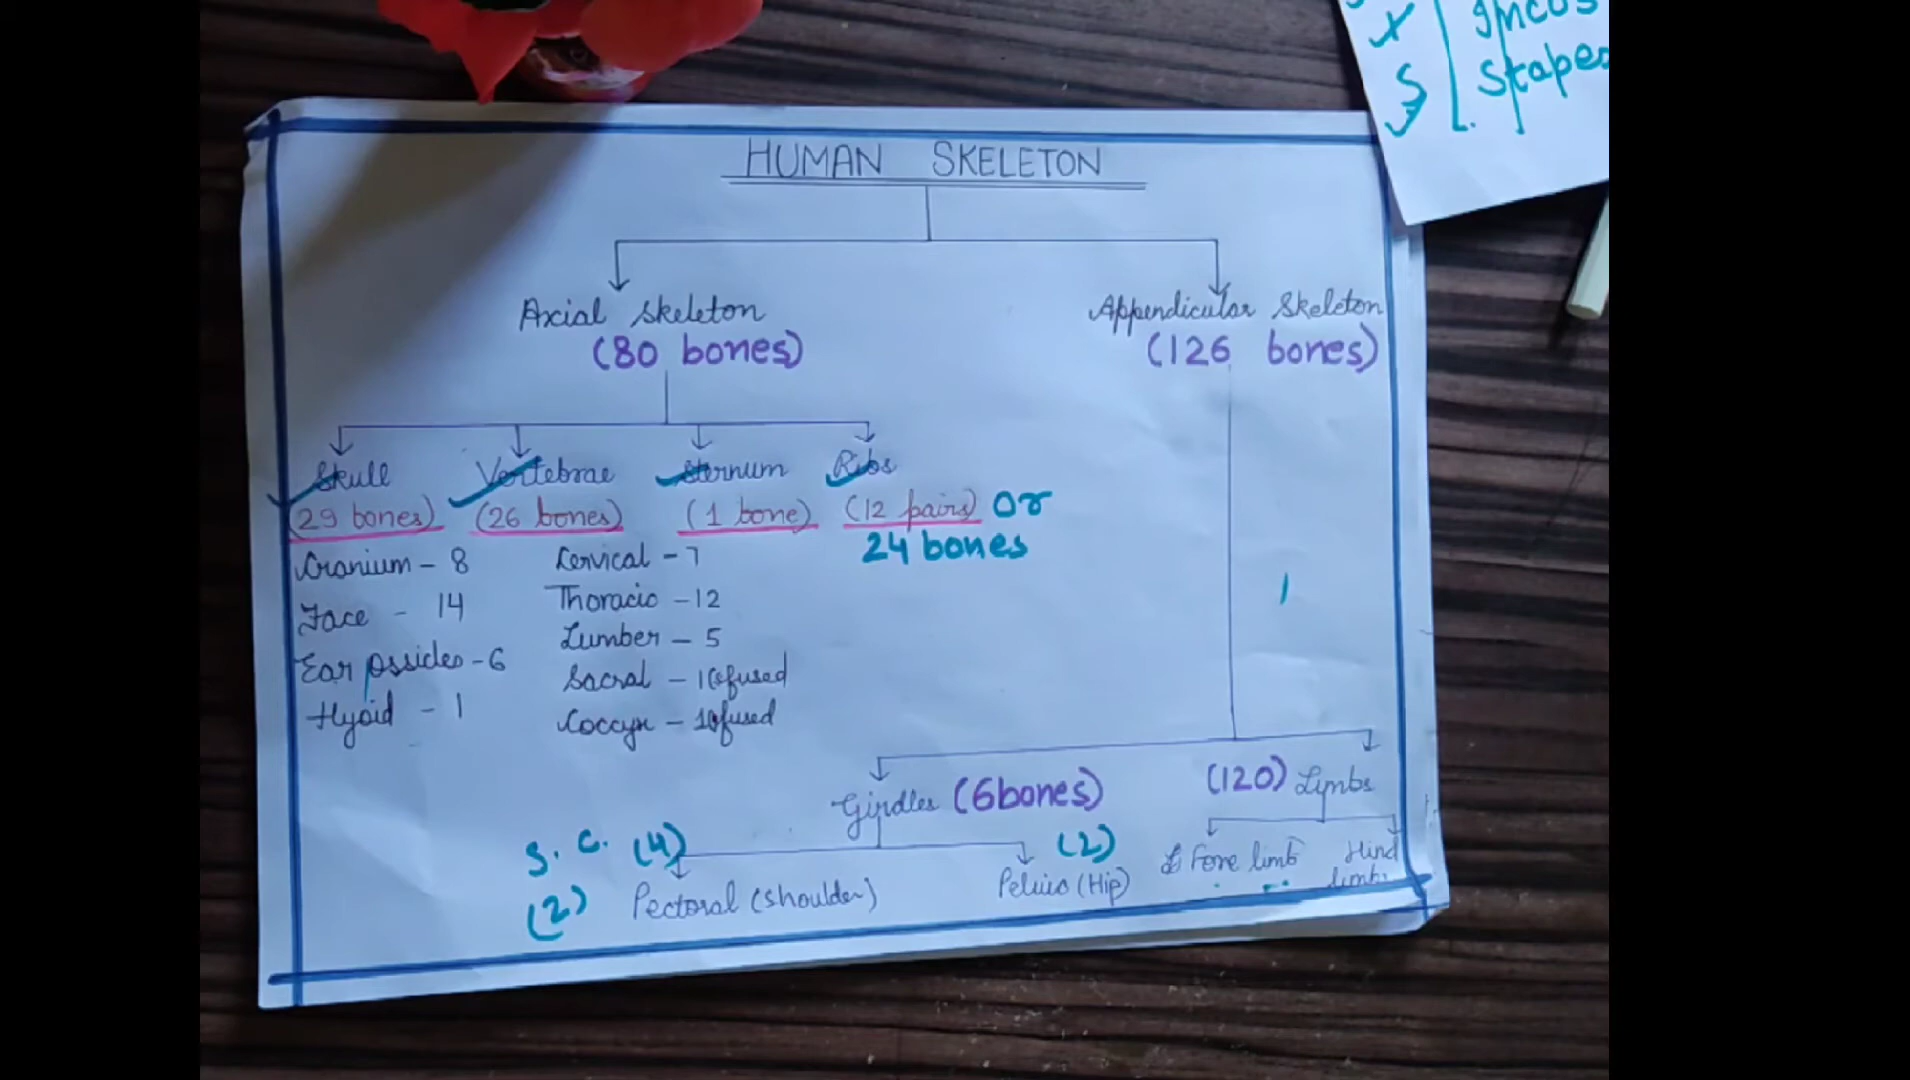 Incus
Stapes
HUMAN SKELETON
Axial Skeleton
(80 bones)
Appendicular Skeleton
(126 bones)
Skull
(29 bones)
Cranium - 8
Face - 14
Ear ossicles - 6
Hyoid - 1
Vertebrae
(26 bones)
Cervical - 7
Thoracic - 12
Lumber - 5
Sacral - 1 fused
Coccyx - 1 fused
Sternum
(1 bone)
Ribs
(12 pairs) or
24 bones
Girdles (6 bones)
(120) Limbs
S. C. (4)
(2)
Pectoral (Shoulder)
(2)
Pelvic (Hip)
Fore limb
Hind
limbs